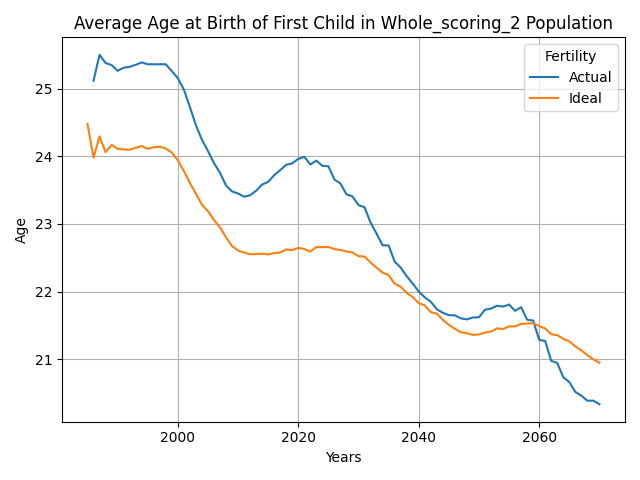 Average Age at Birth of First Child in Whole_scoring_2 Population
Fertility
Actual
Ideal
Age
25
24
23
22
21
2000
2020
2040
2060
Years